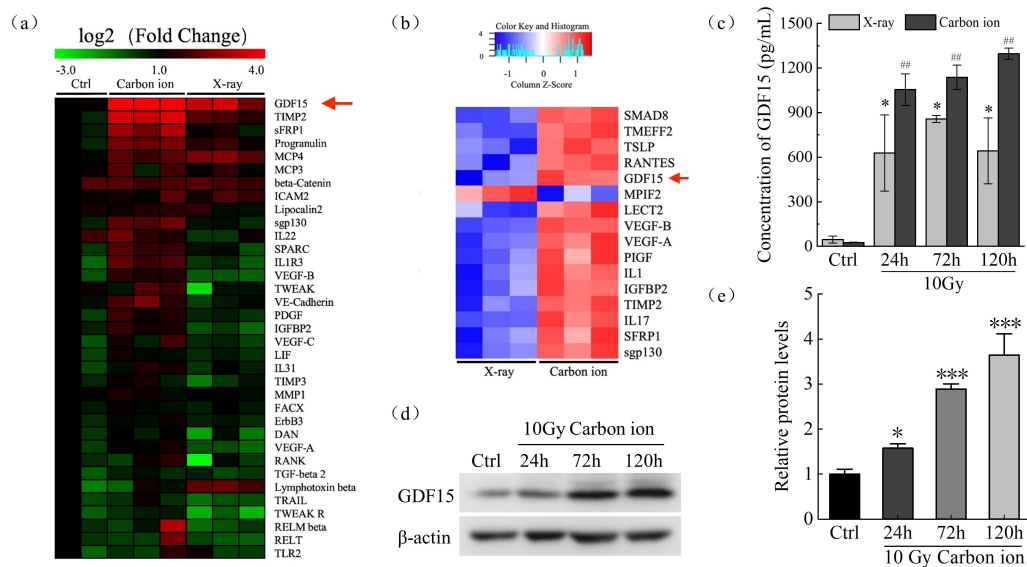 (a)
log2 (Fold Change)
-3.0 1.0 4.0
Ctrl Carbon ion X-ray
GDF15
TIMP2
sFRP1
Progranulin
MCP4
MCP3
beta-Catenin
ICAM2
Lipocalin2
sgp130
IL22
SPARC
IL1R3
VEGF-B
TWEAK
VE-Cadherin
PDGF
IGFBP2
VEGF-C
LIF
IL31
TIMP3
MMP1
FACX
ErbB3
DAN
VEGF-A
RANK
TGF-beta 2
Lymphotoxin beta
TRAIL
TWEAK R
RELM beta
RELT
TLR2
(b)
Color Key and Histogram
4
2
0
-1 0 1
Column Z-Score
SMAD8
TMEFF2
TSLP
RANTES
GDF15
MPIF2
LECT2
VEGF-B
VEGF-A
PIGF
IL1
IGFBP2
TIMP2
IL17
SFRP1
sgp130
X-ray Carbon ion
(c)
Concentration of GDF15 (pg/mL)
1500
1200
900
600
300
0
X-ray Carbon ion
* ## * ## * ##
Ctrl 24h 72h 120h
10Gy
(d)
10Gy Carbon ion
Ctrl 24h 72h 120h
GDF15
β-actin
(e)
Relative protein levels
5
4
3
2
1
0
* *** ***
Ctrl 24h 72h 120h
10 Gy Carbon ion